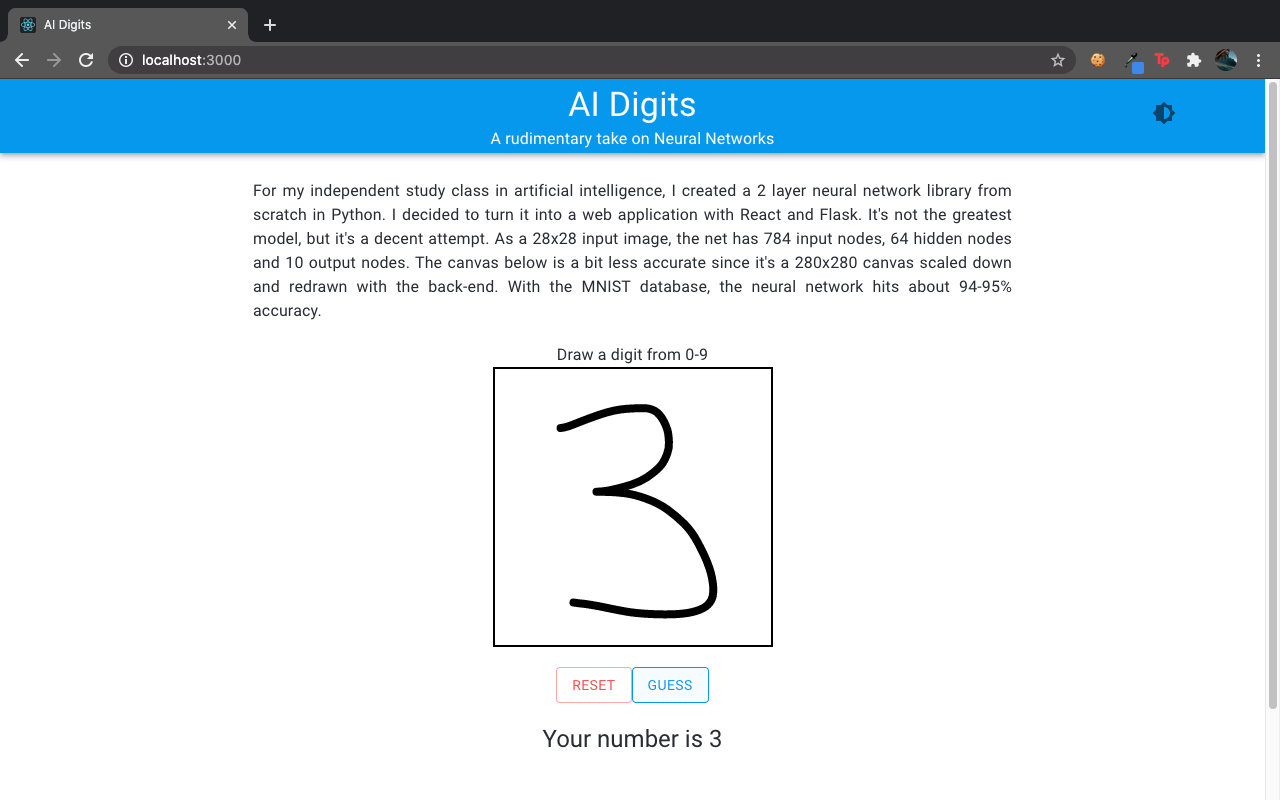 AI Digits
localhost:3000
Tp
AI Digits
A rudimentary take on Neural Networks
For my independent study class in artificial intelligence, I created a 2 layer neural network library from
scratch in Python. I decided to turn it into a web application with React and Flask. It's not the greatest
model, but it's a decent attempt. As a 28x28 input image, the net has 784 input nodes, 64 hidden nodes
and 10 output nodes. The canvas below is a bit less accurate since it's a 280x280 canvas scaled down
and redrawn with the back-end. With the MNIST database, the neural network hits about 94-95%
accuracy.
Draw a digit from 0-9
3
RESET GUESS
Your number is 3